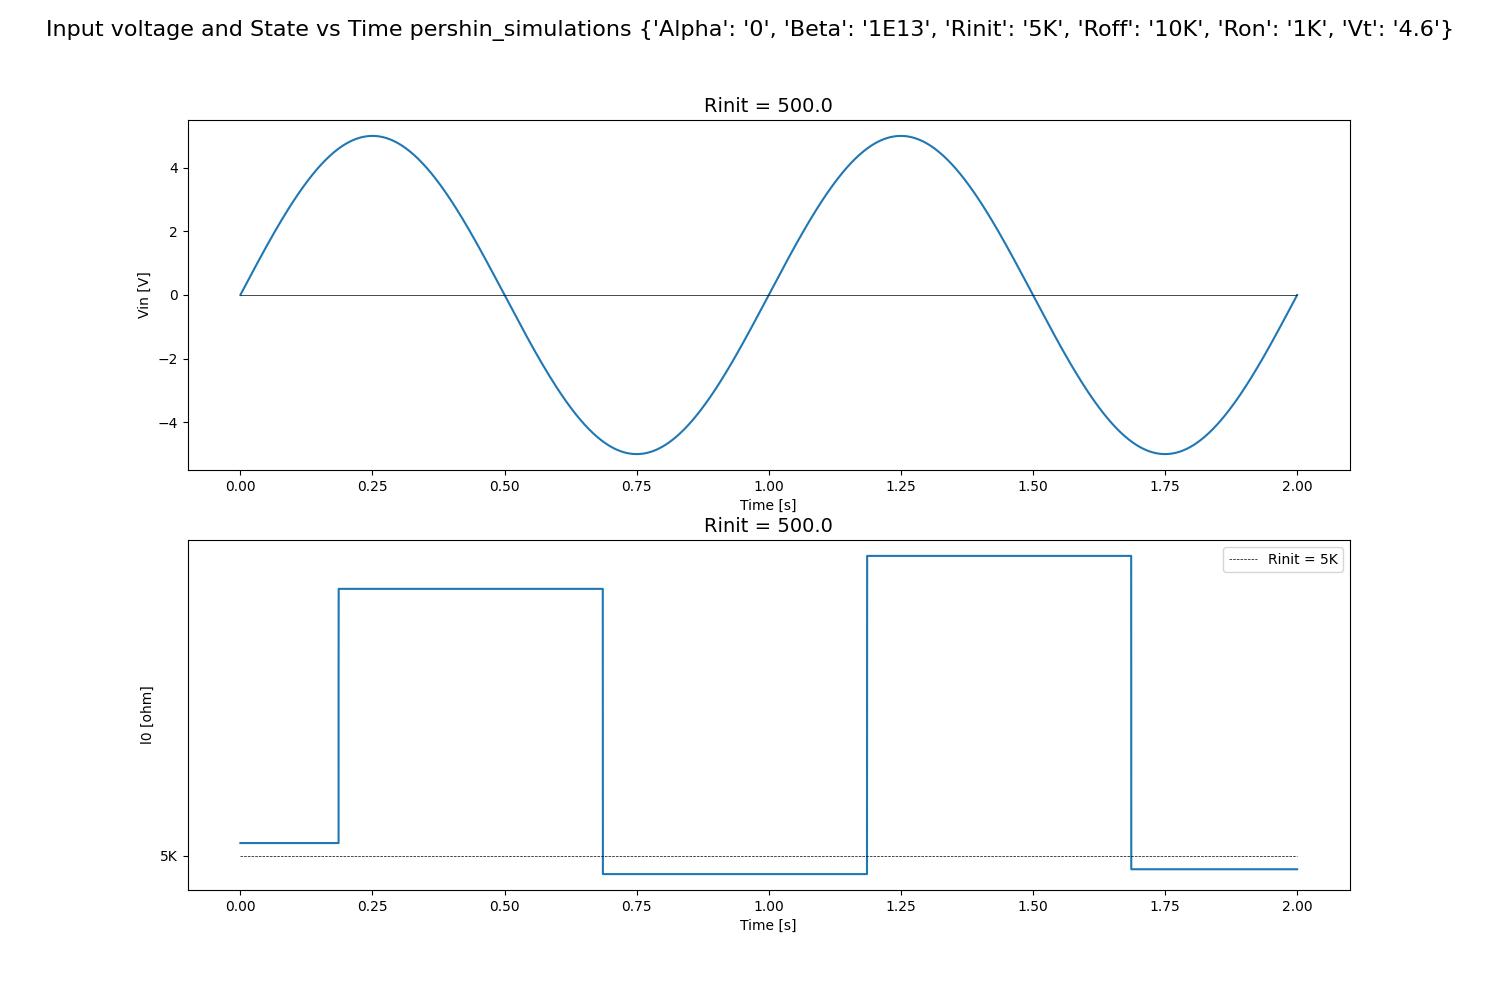 Input voltage and State vs Time pershin_simulations {'Alpha': '0', 'Beta': '1E13', 'Rinit': '5K', 'Roff': '10K', 'Ron': '1K', 'Vt': '4.6'}
Rinit = 500.0
4
2
0
−2
−4
Vin [V]
0.00 0.25 0.50 0.75 1.00 1.25 1.50 1.75 2.00
Time [s]
Rinit = 500.0
Rinit = 5K
l0 [ohm]
5K
0.00 0.25 0.50 0.75 1.00 1.25 1.50 1.75 2.00
Time [s]